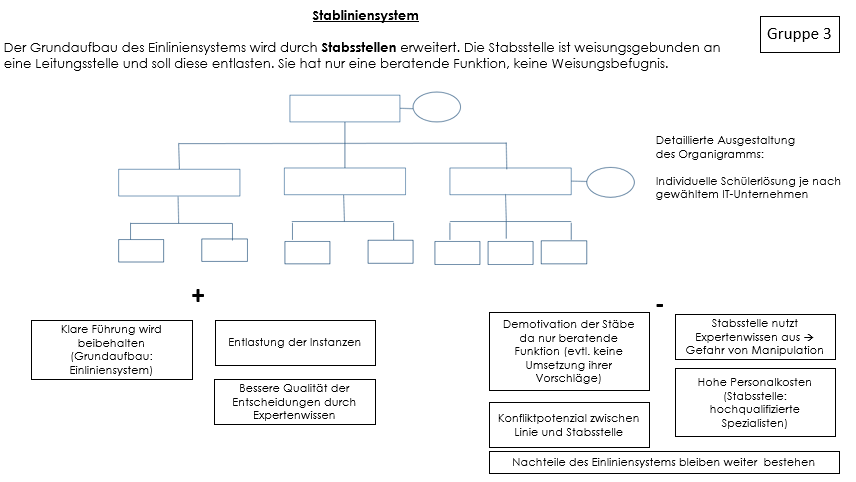 Stabliniensystem
Gruppe 3
Der Grundaufbau des Einliniensystems wird durch Stabsstellen erweitert. Die Stabsstelle ist weisungsgebunden an
eine Leitungsstelle und soll diese entlasten. Sie hat nur eine beratende Funktion, keine Weisungsbefugnis.
Detaillierte Ausgestaltung
des Organigramms:
Individuelle Schülerlösung je nach
gewähltem IT-Unternehmen
+
Klare Führung wird
beibehalten
(Grundaufbau:
Einliniensystem)
Entlastung der Instanzen
Bessere Qualität der
Entscheidungen durch
Expertenwissen
-
Demotivation der Stäbe
da nur beratende
Funktion (evtl. keine
Umsetzung ihrer
Vorschläge)
Stabsstelle nutzt
Expertenwissen aus →
Gefahr von Manipulation
Konfliktpotenzial zwischen
Linie und Stabsstelle
Hohe Personalkosten
(Stabsstelle:
hochqualifizierte
Spezialisten)
Nachteile des Einliniensystems bleiben weiter bestehen